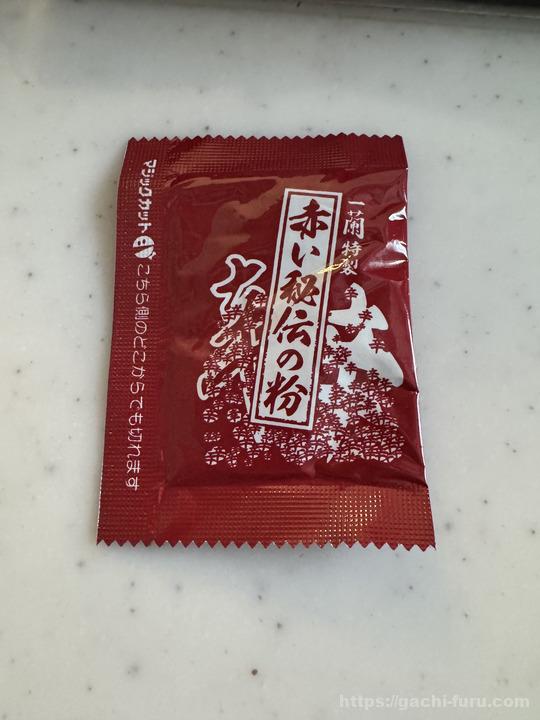 一蘭特製
赤い秘伝の粉
マジックカット
こちら側のどこからでも切れます
https://gachi-furu.com